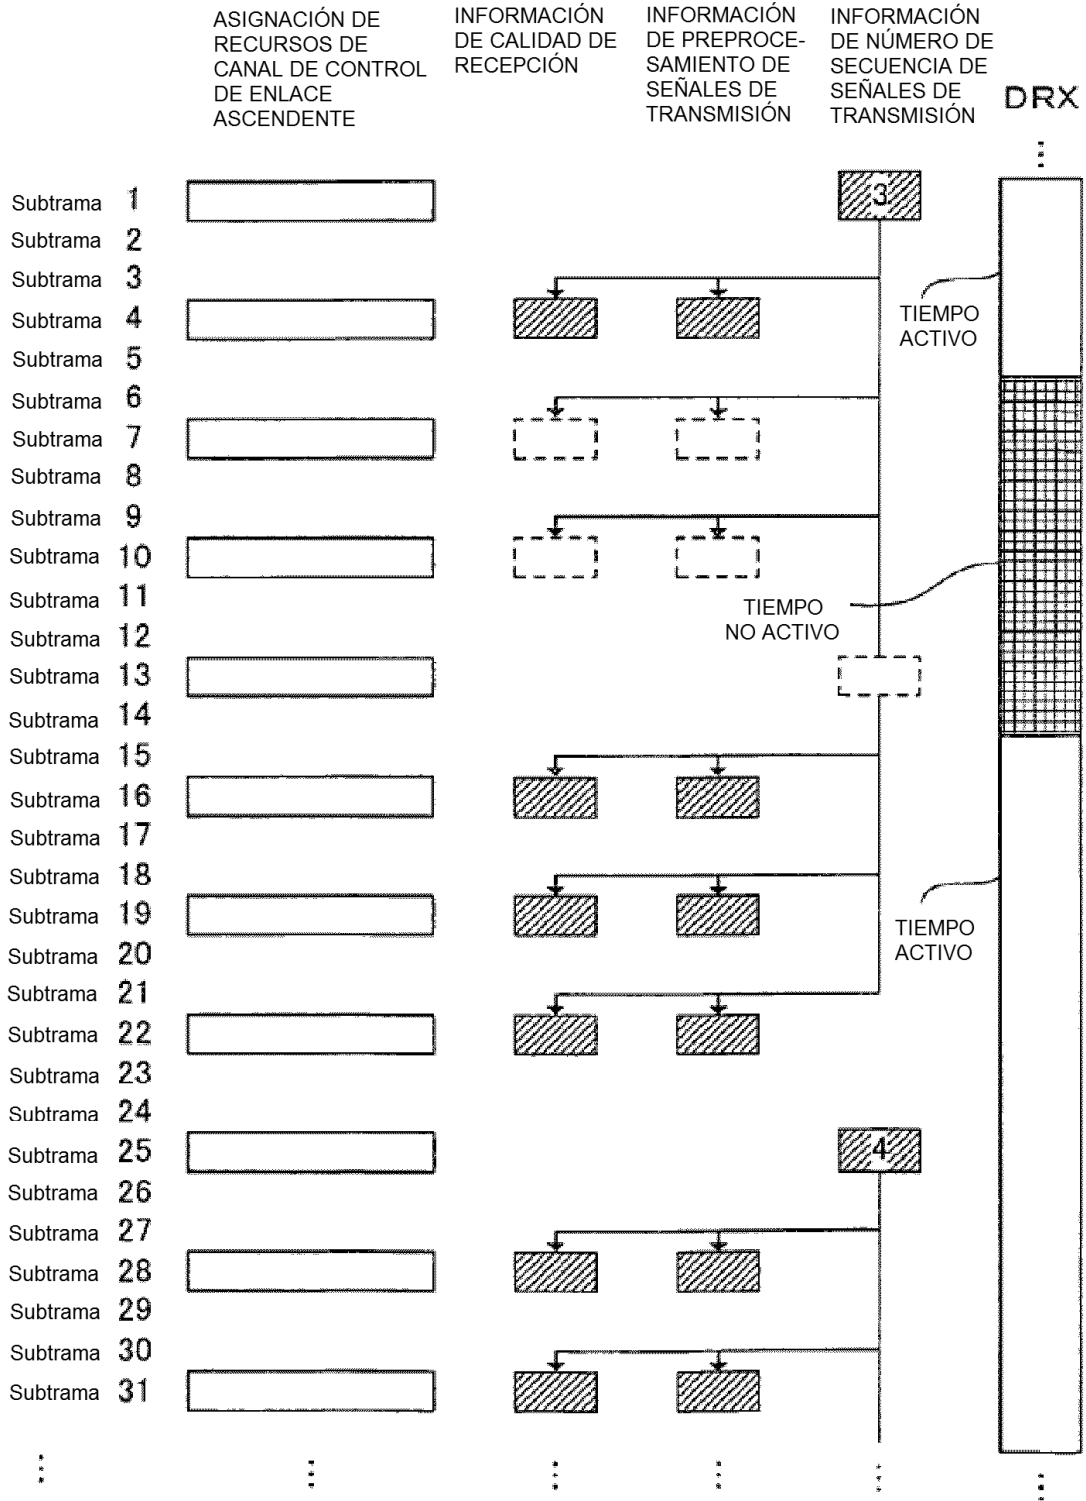 ASIGNACIÓN DE
RECURSOS DE
CANAL DE CONTROL
DE ENLACE
ASCENDENTE
INFORMACIÓN
DE CALIDAD DE
RECEPCIÓN
INFORMACIÓN
DE PREPROCE-
SAMIENTO DE
SEÑALES DE
TRANSMISIÓN
INFORMACIÓN
DE NÚMERO DE
SECUENCIA DE
SEÑALES DE
TRANSMISIÓN
DRX
Subtrama 1
3
Subtrama 2
Subtrama 3
TIEMPO
ACTIVO
Subtrama 4
Subtrama 5
Subtrama 6
Subtrama 7
Subtrama 8
Subtrama 9
Subtrama 10
Subtrama 11
TIEMPO
NO ACTIVO
Subtrama 12
Subtrama 13
Subtrama 14
Subtrama 15
Subtrama 16
Subtrama 17
Subtrama 18
Subtrama 19
TIEMPO
ACTIVO
Subtrama 20
Subtrama 21
Subtrama 22
Subtrama 23
Subtrama 24
Subtrama 25
4
Subtrama 26
Subtrama 27
Subtrama 28
Subtrama 29
Subtrama 30
Subtrama 31